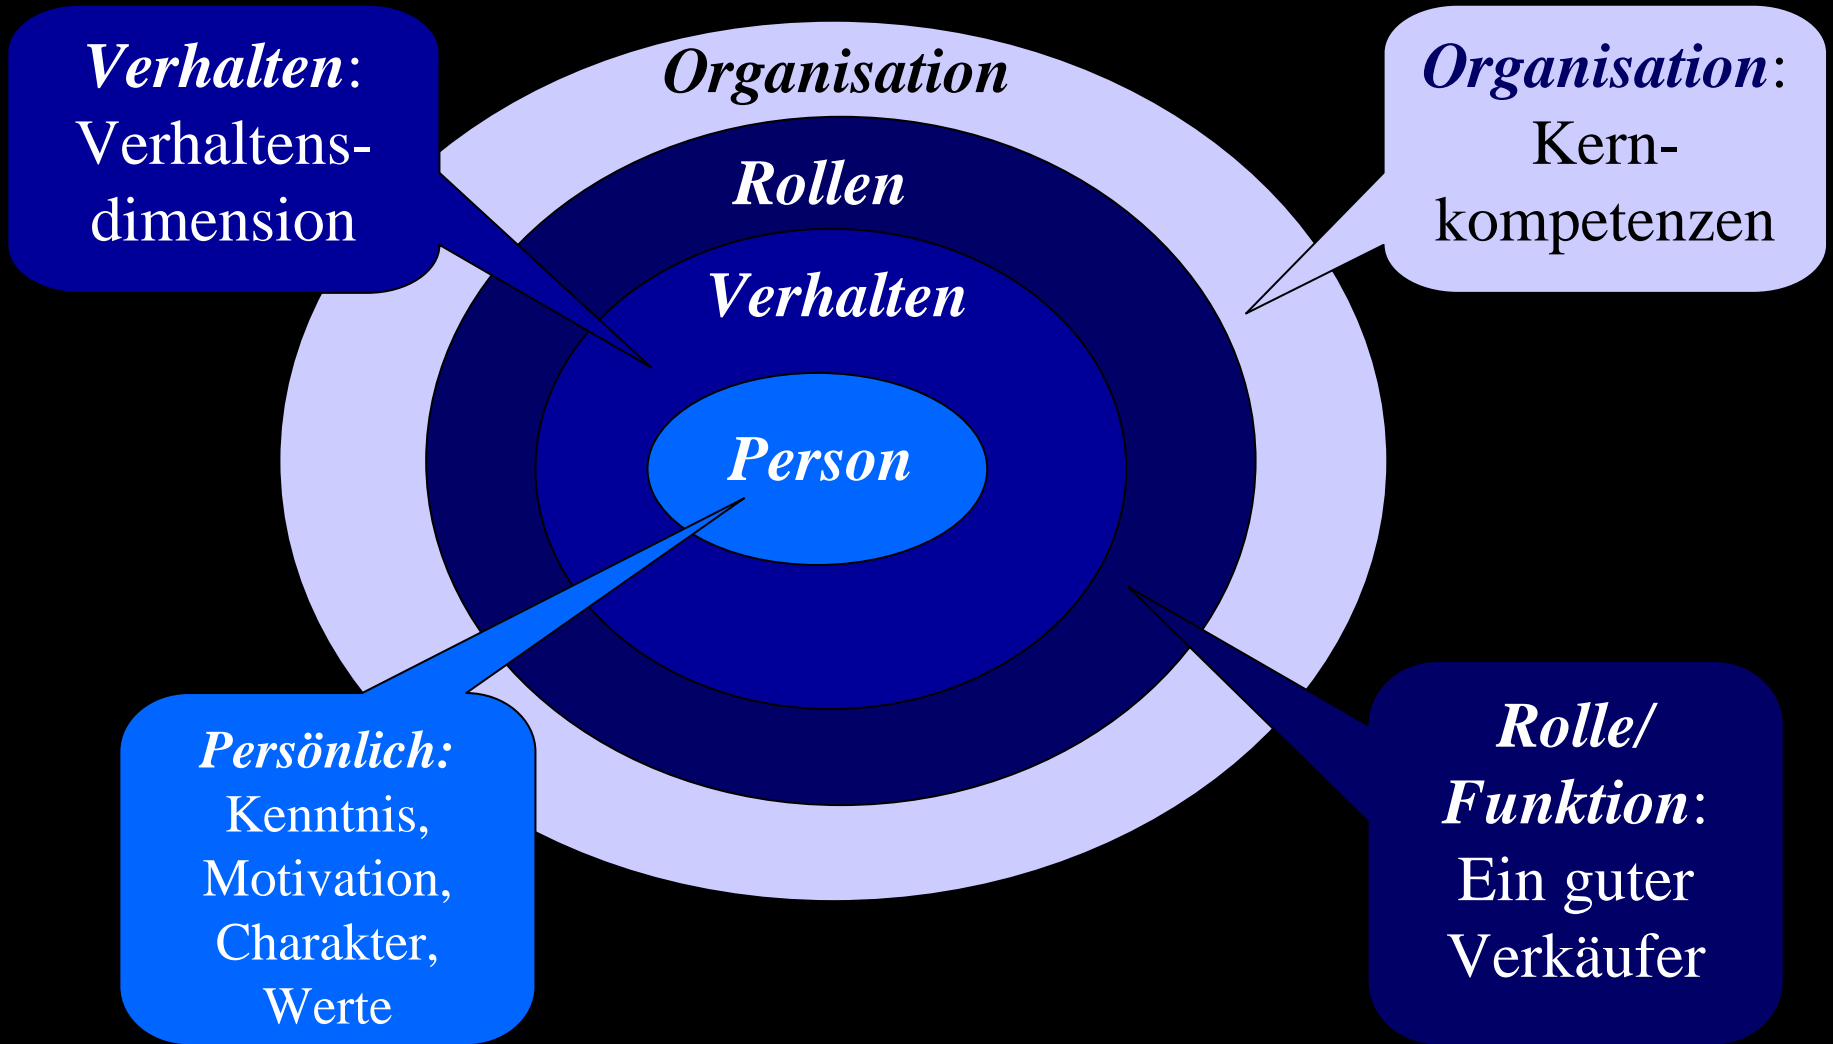 Verhalten:
Verhaltens-
dimension
Organisation
Rollen
Verhalten
Person
Organisation:
Kern-
kompetenzen
Persönlich:
Kenntnis,
Motivation,
Charakter,
Werte
Rolle/
Funktion:
Ein guter
Verkäufer